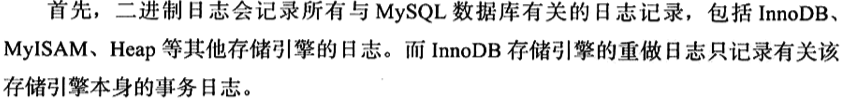 首先，二进制日志会记录所有与 MySQL 数据库有关的日志记录，包括 InnoDB、
MyISAM、Heap 等其他存储引擎的日志。而 InnoDB 存储引擎的重做日志只记录有关该
存储引擎本身的事务日志。